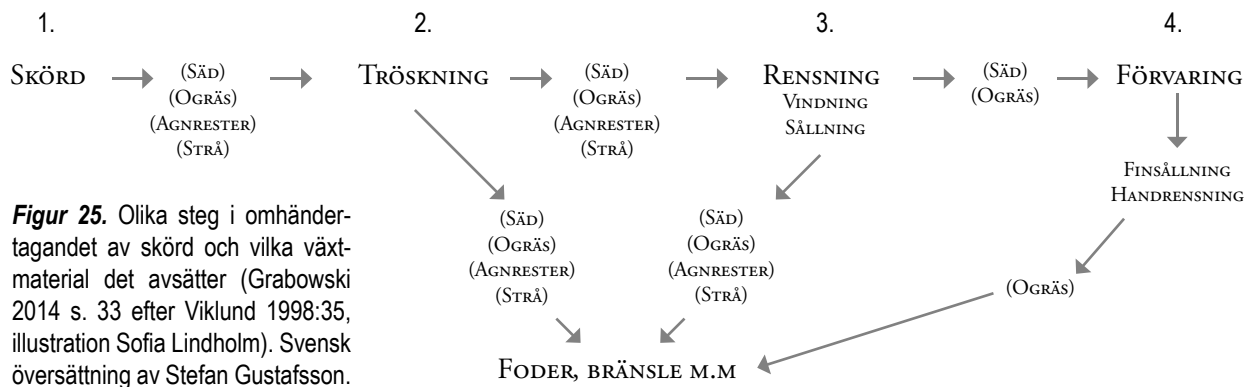 1. 2. 3. 4.
SKÖRD (SÄD) TRÖSKNING (SÄD) RENSNING (SÄD) FÖRVARING
(OGRÄS) (OGRÄS) VINDNING (OGRÄS)
(AGNRESTER) (AGNRESTER) SÅLLNING
(STRÅ) (STRÅ)
FINSÅLLNING
HANDRENSNING
(SÄD) (SÄD)
(OGRÄS) (OGRÄS)
(AGNRESTER) (AGNRESTER)
(STRÅ) (STRÅ)
(OGRÄS)
FODER, BRÄNSLE M.M
Figur 25. Olika steg i omhänder-
tagandet av skörd och vilka växt-
material det avsätter (Grabowski
2014 s. 33 efter Viklund 1998:35,
illustration Sofia Lindholm). Svensk
översättning av Stefan Gustafsson.